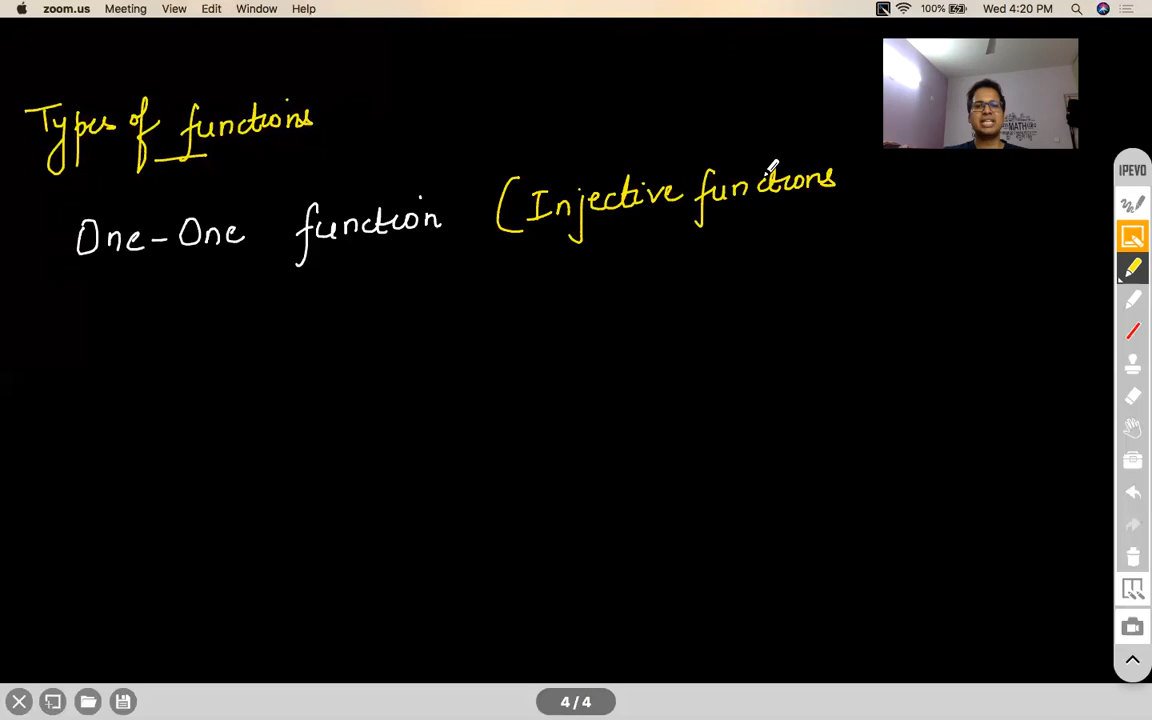 zoom.us Meeting View Edit Window Help 100% Wed 4:20 PM
Types of functions
One-One function (Injective functions
MATH
IPEVO
4/4